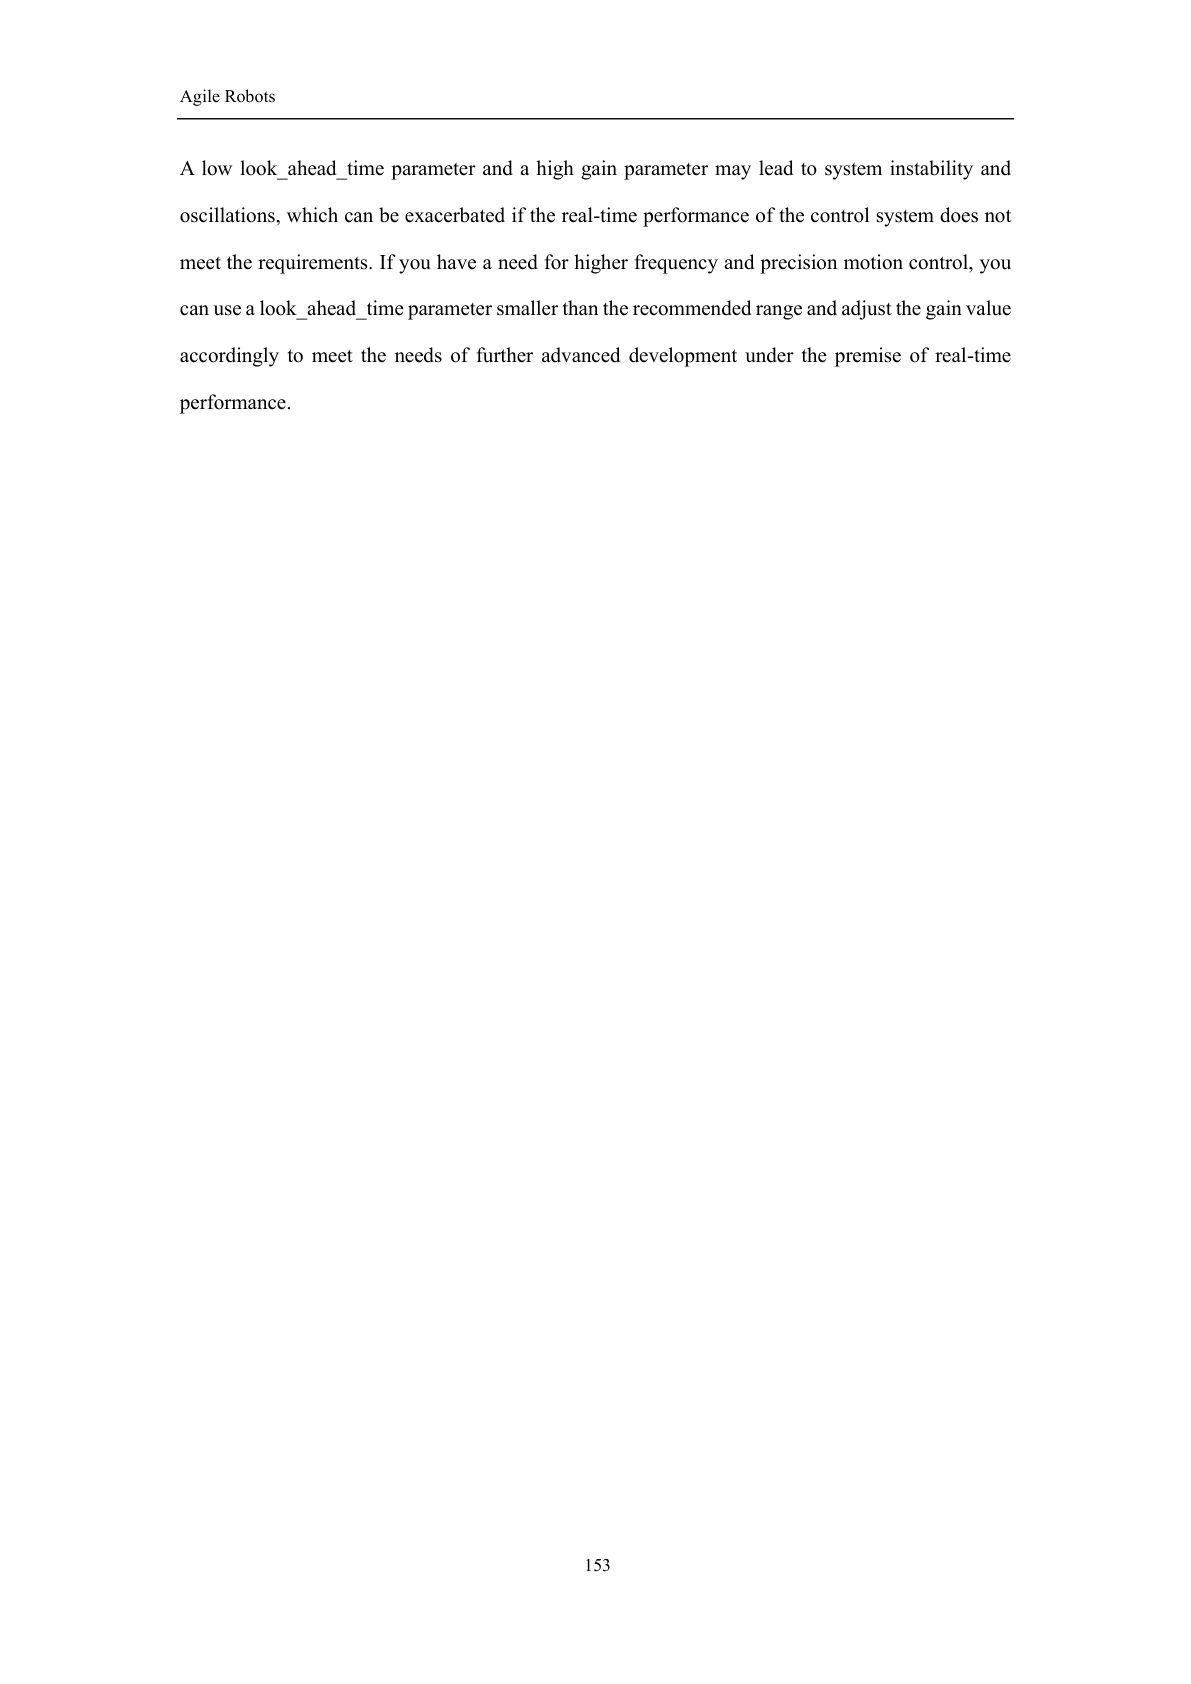 Agile Robots
A low look_ahead_time parameter and a high gain parameter may lead to system instability and
oscillations, which can be exacerbated if the real-time performance of the control system does not
meet the requirements. If you have a need for higher frequency and precision motion control, you
can use a look_ahead_time parameter smaller than the recommended range and adjust the gain value
accordingly to meet the needs of further advanced development under the premise of real-time
performance.
153